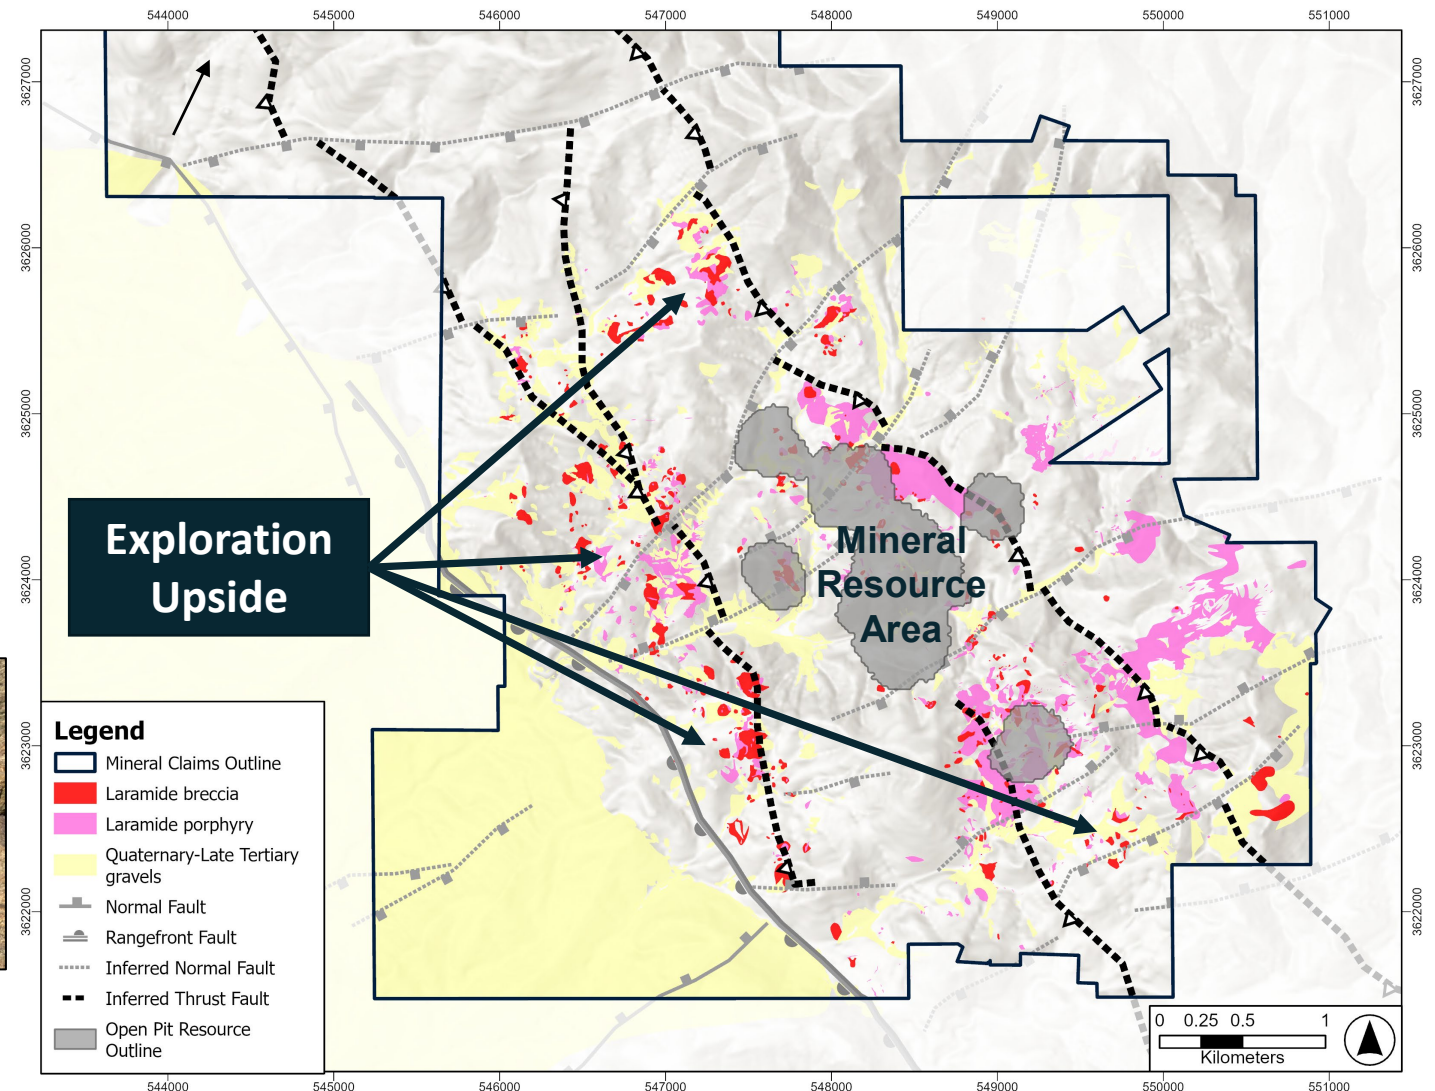 544000 545000 546000 547000 548000 549000 550000 551000
3627000
3626000
3625000
3624000
3623000
3622000
3627000
3626000
3625000
3624000
3623000
3622000
Exploration
Upside
Mineral
Resource
Area
Legend
Mineral Claims Outline
Laramide breccia
Laramide porphyry
Quaternary-Late Tertiary
gravels
Normal Fault
Rangefront Fault
Inferred Normal Fault
Inferred Thrust Fault
Open Pit Resource
Outline
0 0.25 0.5 1
Kilometers
544000 545000 546000 547000 548000 549000 550000 551000